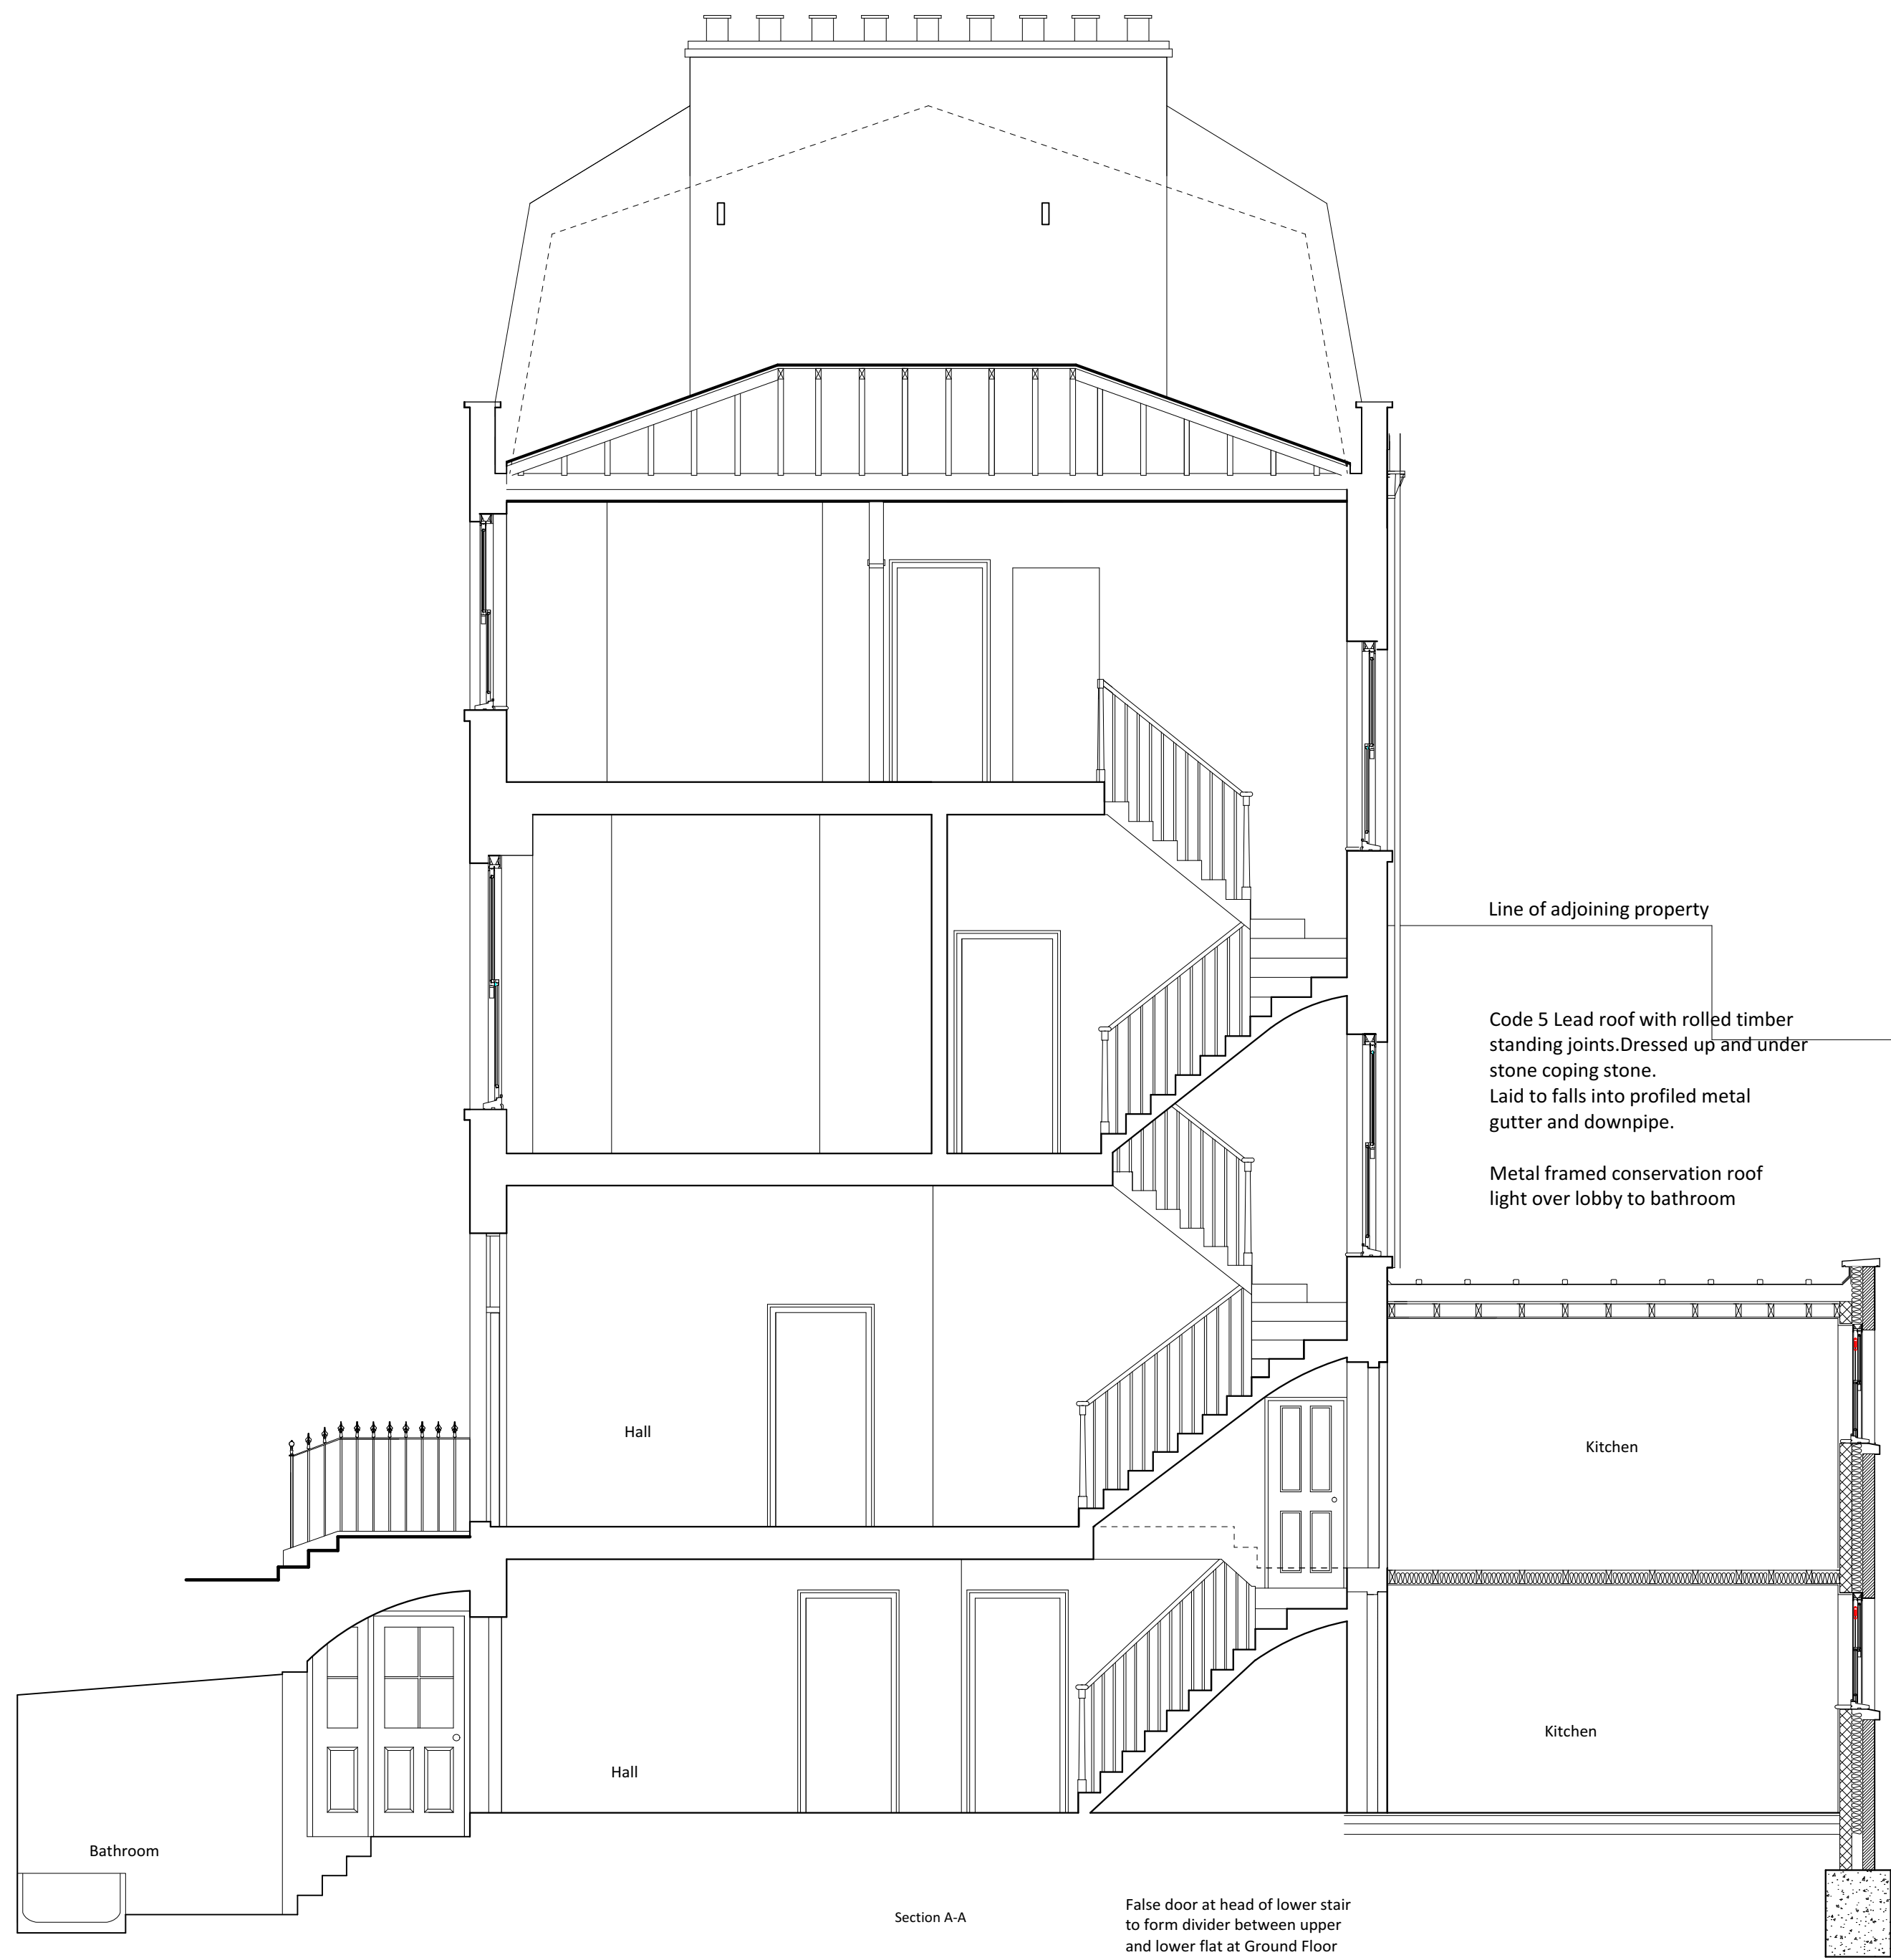 Line of adjoining property
Code 5 Lead roof with rolled timber
standing joints.Dressed up and under
stone coping stone.
Laid to falls into profiled metal
gutter and downpipe.
Metal framed conservation roof
light over lobby to bathroom
Hall
Kitchen
Kitchen
Hall
Bathroom
Section A-A
False door at head of lower stair
to form divider between upper
and lower flat at Ground Floor